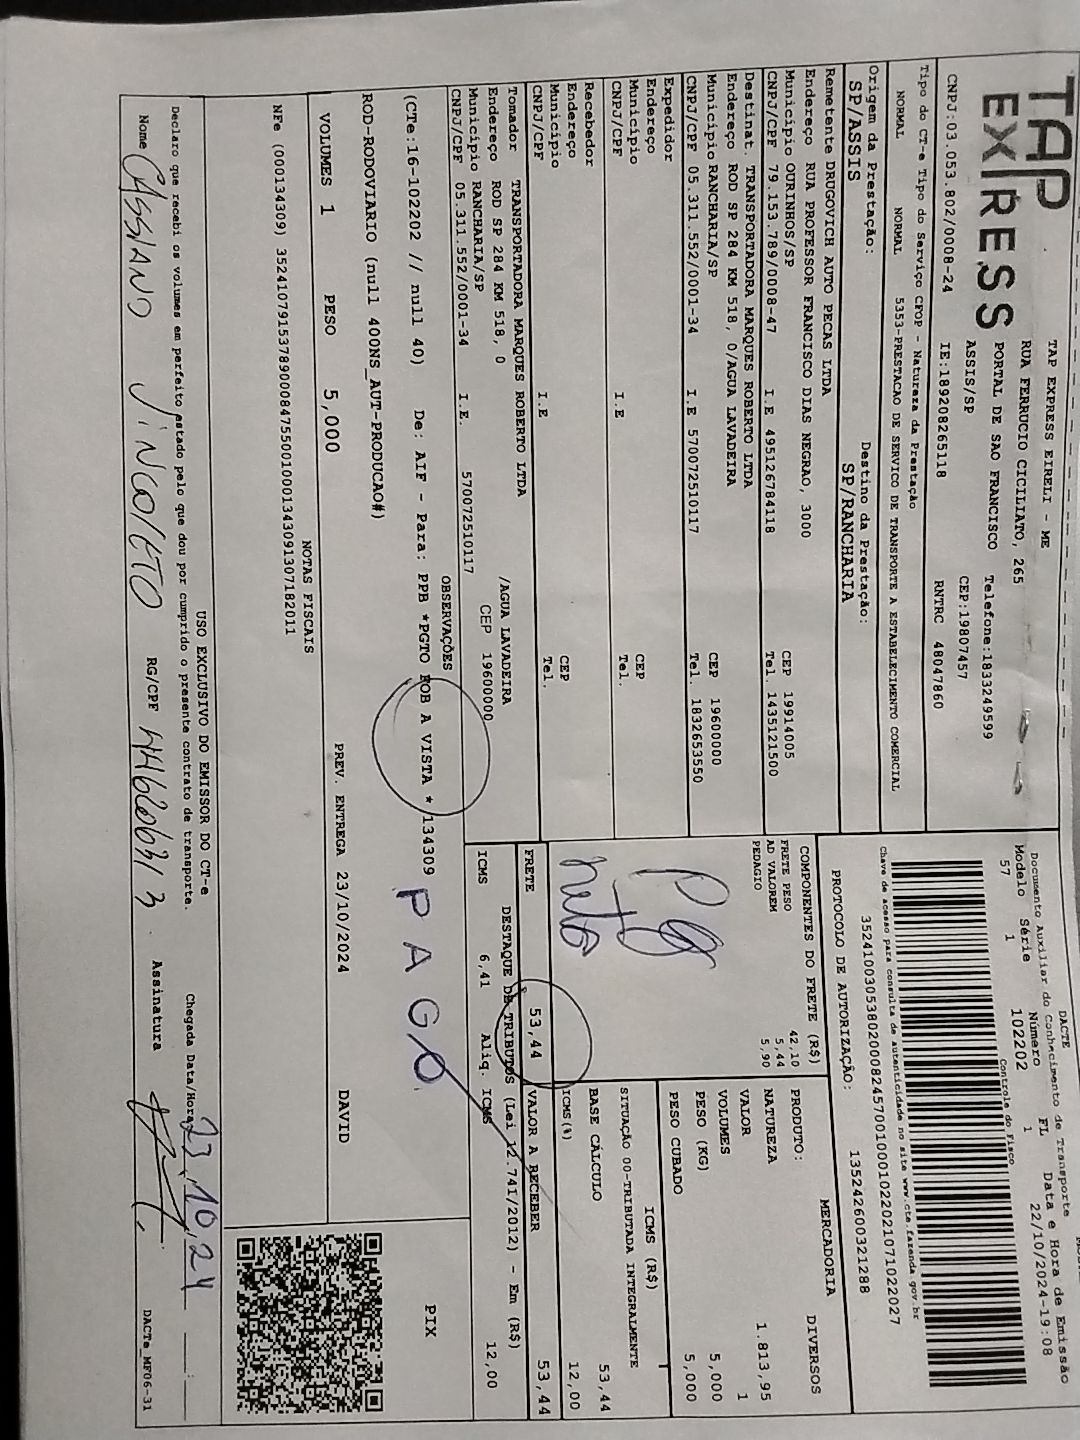 TAP
EXPRESS
TAP EXPRESS EIRELI - ME
RUA FERRUCIO CICILIATO, 265
PORTAL DE SAO FRANCISCO Telefone:1833249599
ASSIS/SP CEP:19807457
CNPJ:03.053.802/0008-24 IE:189208265118 RNTRC 48047860
Tipo do CT-e Tipo do Serviço CFOP - Natureza da Prestação
NORMAL NORMAL 5353-PRESTACAO DE SERVICO DE TRANSPORTE A ESTABELECIMENTO COMERCIAL
Origem da Prestação: Destino da Prestação:
SP/ASSIS SP/RANCHARIA
Remetente DRUGOVICH AUTO PECAS LTDA
Endereço RUA PROFESSOR FRANCISCO DIAS NEGRAO, 3000
Município OURINHOS/SP CEP 19914005
CNPJ/CPF 79.153.789/0008-47 I.E 495126784118 Tel. 1435121500
Destinat. TRANSPORTADORA MARQUES ROBERTO LTDA
Endereço ROD SP 284 KM 518, 0/AGUA LAVADEIRA
Município RANCHARIA/SP CEP 19600000
CNPJ/CPF 05.311.552/0001-34 I.E 570072510117 Tel. 1832653550
Expedidor
Endereço
Município CEP
CNPJ/CPF I.E Tel.
Recebedor
Endereço
Município CEP
CNPJ/CPF I.E Tel.
Tomador TRANSPORTADORA MARQUES ROBERTO LTDA
Endereço ROD SP 284 KM 518, 0 /AGUA LAVADEIRA
Município RANCHARIA/SP CEP 19600000
CNPJ/CPF 05.311.552/0001-34 I.E. 570072510117
DACTE
Documento Auxiliar do Conhecimento de Transporte
Modelo Série Número FL Data e Hora de Emissão
57 1 102202 1 22/10/2024-19:08
Controle do Fisco
Chave de acesso para consulta de autenticidade no site www.cte.fazenda.gov.br
35241003053802000824570010001022021071022027
PROTOCOLO DE AUTORIZAÇÃO: 135242600321288
COMPONENTES DO FRETE (R$)
FRETE PESO 42,10
AD VALOREM 5,44
PEDAGIO 5,90
Pg
FRETE 53,44
MERCADORIA
PRODUTO: DIVERSOS
NATUREZA
VALOR 1.813,95
VOLUMES 1
PESO (KG) 5,000
PESO CUBADO 5,000
ICMS (R$)
SITUAÇÃO 00-TRIBUTADA INTEGRALMENTE
BASE CÁLCULO 53,44
ICMS(%) 12,00
VALOR A RECEBER 53,44
DESTAQUE DE TRIBUTOS (Lei 12.741/2012) - Em (R$)
ICMS 6,41 Aliq. ICMS 12,00
OBSERVAÇÕES
(CTe:16-102202 // null 40) De: AIF - Para: PPB *PGTO FOB A VISTA * 134309
PAGO
PIX
ROD-RODOVIARIO (null 400NS_AUT-PRODUCAO#)
VOLUMES 1 PESO 5,000 PREV. ENTREGA 23/10/2024 DAVID
NOTAS FISCAIS
NFe (000134309) 35241079153789000847550010001343091307182011
USO EXCLUSIVO DO EMISSOR DO CT-e
Declaro que recebi os volumes em perfeito estado pelo que dou por cumprido o presente contrato de transporte. Chegada Data/Hora 23,10,24 :
Nome CASSIANO RG/CPF Assinatura
DACTe_MF06-31